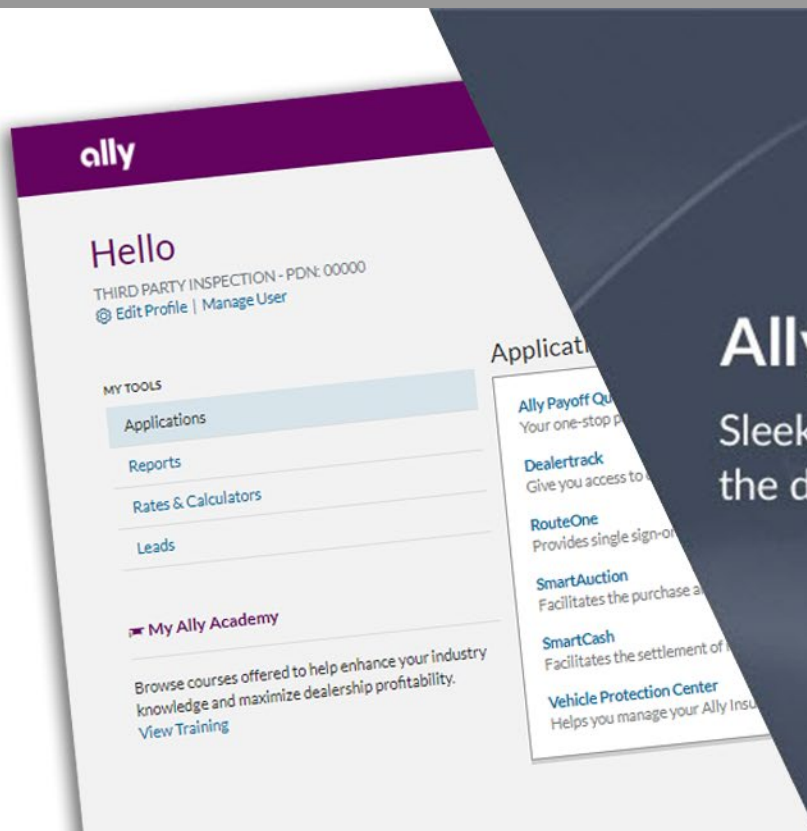 ally
Hello
THIRD PARTY INSPECTION - PDN: 00000
Edit Profile | Manage User
MY TOOLS
Applications
Reports
Rates & Calculators
Leads
My Ally Academy
Browse courses offered to help enhance your industry
knowledge and maximize dealership profitability.
View Training
Applicati
Ally Payoff Qu
Your one-stop p
Dealertrack
Give you access to
RouteOne
Provides single sign-on
SmartAuction
Facilitates the purchase a
SmartCash
Facilitates the settlement of
Vehicle Protection Center
Helps you manage your Ally Insu
Ally
Sleek
the d